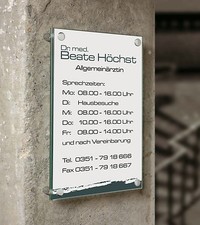 Dr. med.
Beate Höchst
Allgemeinärztin
Sprechzeiten:
Mo: 08.00 - 16.00 Uhr
Di: Hausbesuche
Mi: 08.00 - 16.00 Uhr
Do: 10.00 - 16.00 Uhr
Fr: 08.00 - 14.00 Uhr
und nach Vereinbarung
Tel. 0351 - 79 18 666
Fax 0351 - 79 18 667